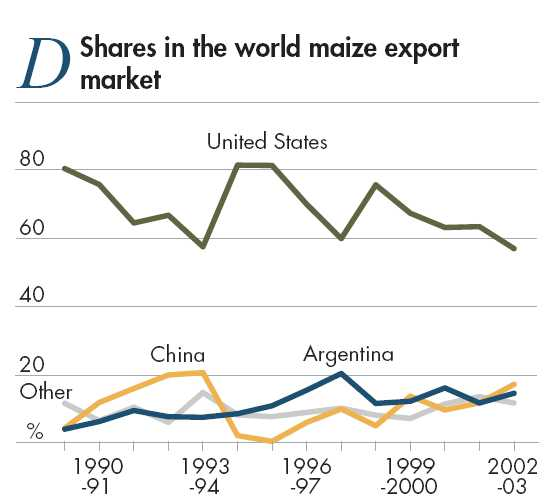 D Shares in the world maize export
market
United States
80
60
40
China
Argentina
20
Other
%
1990
-91
1993
-94
1996
-97
1999
-2000
2002
-03